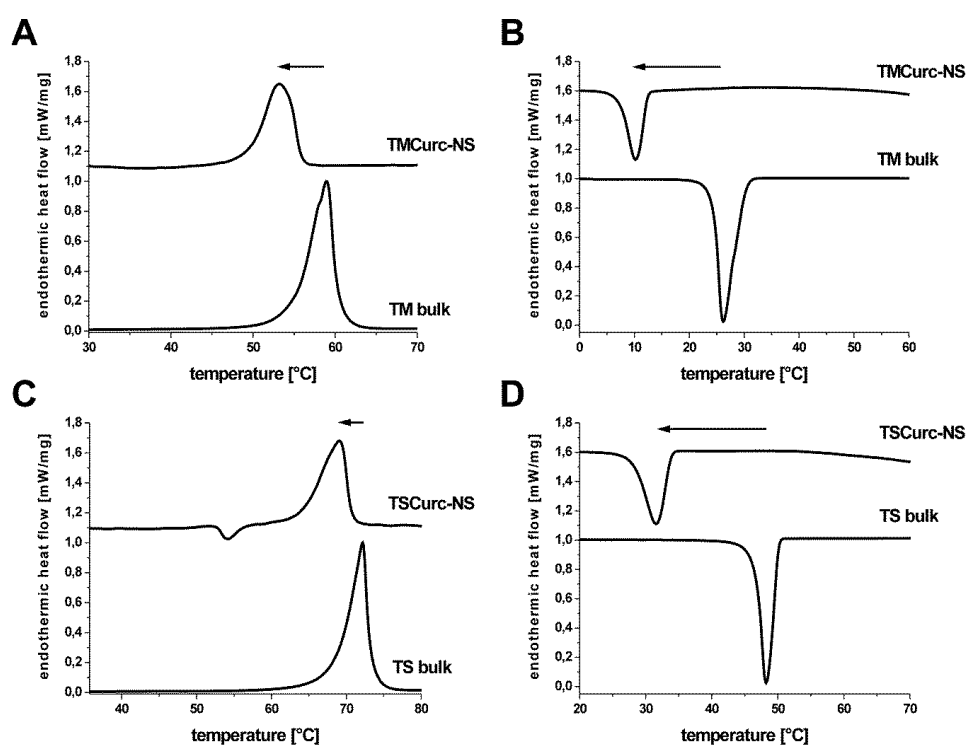 A
B
endothermic heat flow [mW/mg]
1,8
1,6
1,4
1,2
1,0
0,8
0,6
0,4
0,2
0,0
TMCurc-NS
TM bulk
30 40 50 60 70
temperature [°C]
endothermic heat flow [mW/mg]
1,8
1,6
1,4
1,2
1,0
0,8
0,6
0,4
0,2
0,0
TMCurc-NS
TM bulk
0 10 20 30 40 50 60
temperature [°C]
C
D
endothermic heat flow [mW/mg]
1,8
1,6
1,4
1,2
1,0
0,8
0,6
0,4
0,2
0,0
TSCurc-NS
TS bulk
40 50 60 70 80
temperature [°C]
endothermic heat flow [mW/mg]
1,8
1,6
1,4
1,2
1,0
0,8
0,6
0,4
0,2
0,0
TSCurc-NS
TS bulk
20 30 40 50 60 70
temperature [°C]